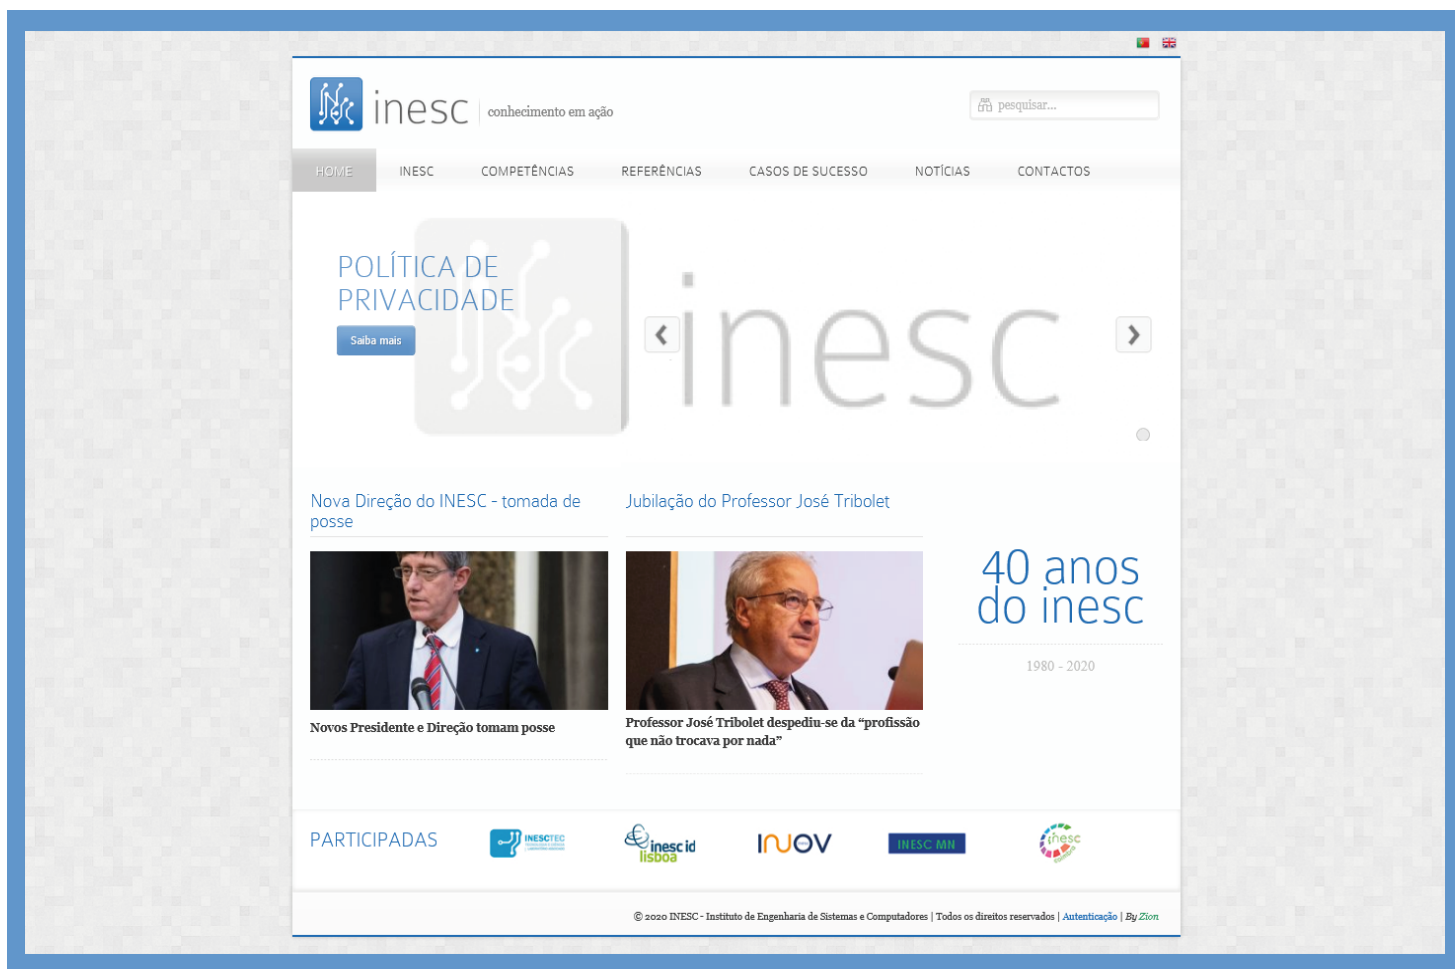 inesc
conhecimento em ação
pesquisar...
HOME INESC COMPETÊNCIAS REFERÊNCIAS CASOS DE SUCESSO NOTÍCIAS CONTACTOS
POLÍTICA DE
PRIVACIDADE
Saiba mais
inesc
Nova Direção do INESC - tomada de
posse
Jubilação do Professor José Tribolet
40 anos
do inesc
1980 - 2020
Novos Presidente e Direção tomam posse
Professor José Tribolet despediu-se da “profissão
que não trocava por nada”
PARTICIPADAS
INESCTEC
inesc id
lisboa
INOV
INESC MN
inesc
coimbra
© 2020 INESC - Instituto de Engenharia de Sistemas e Computadores | Todos os direitos reservados | Autenticação | By Zion